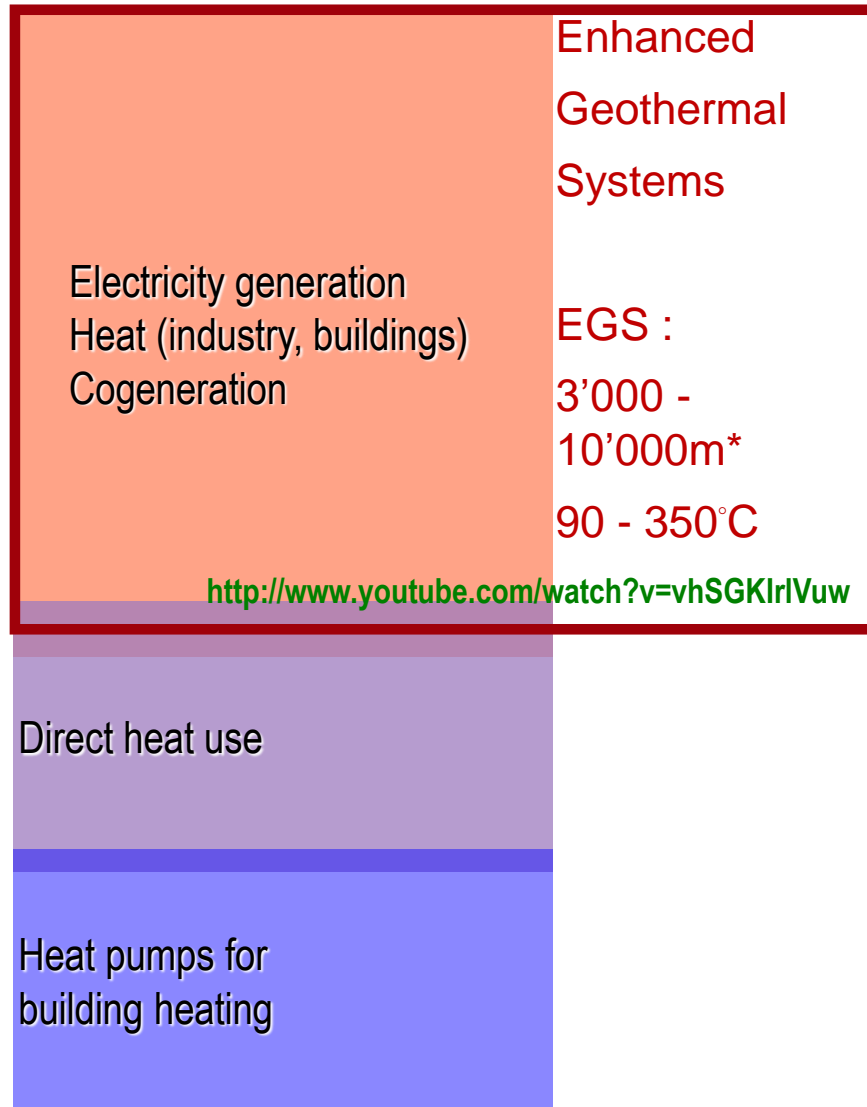 Enhanced
Geothermal
Systems
Electricity generation
Heat (industry, buildings)
Cogeneration
EGS :
3’000 -
10’000m*
90 - 350°C
http://www.youtube.com/watch?v=vhSGKIrIVuw
Direct heat use
Heat pumps for
building heating